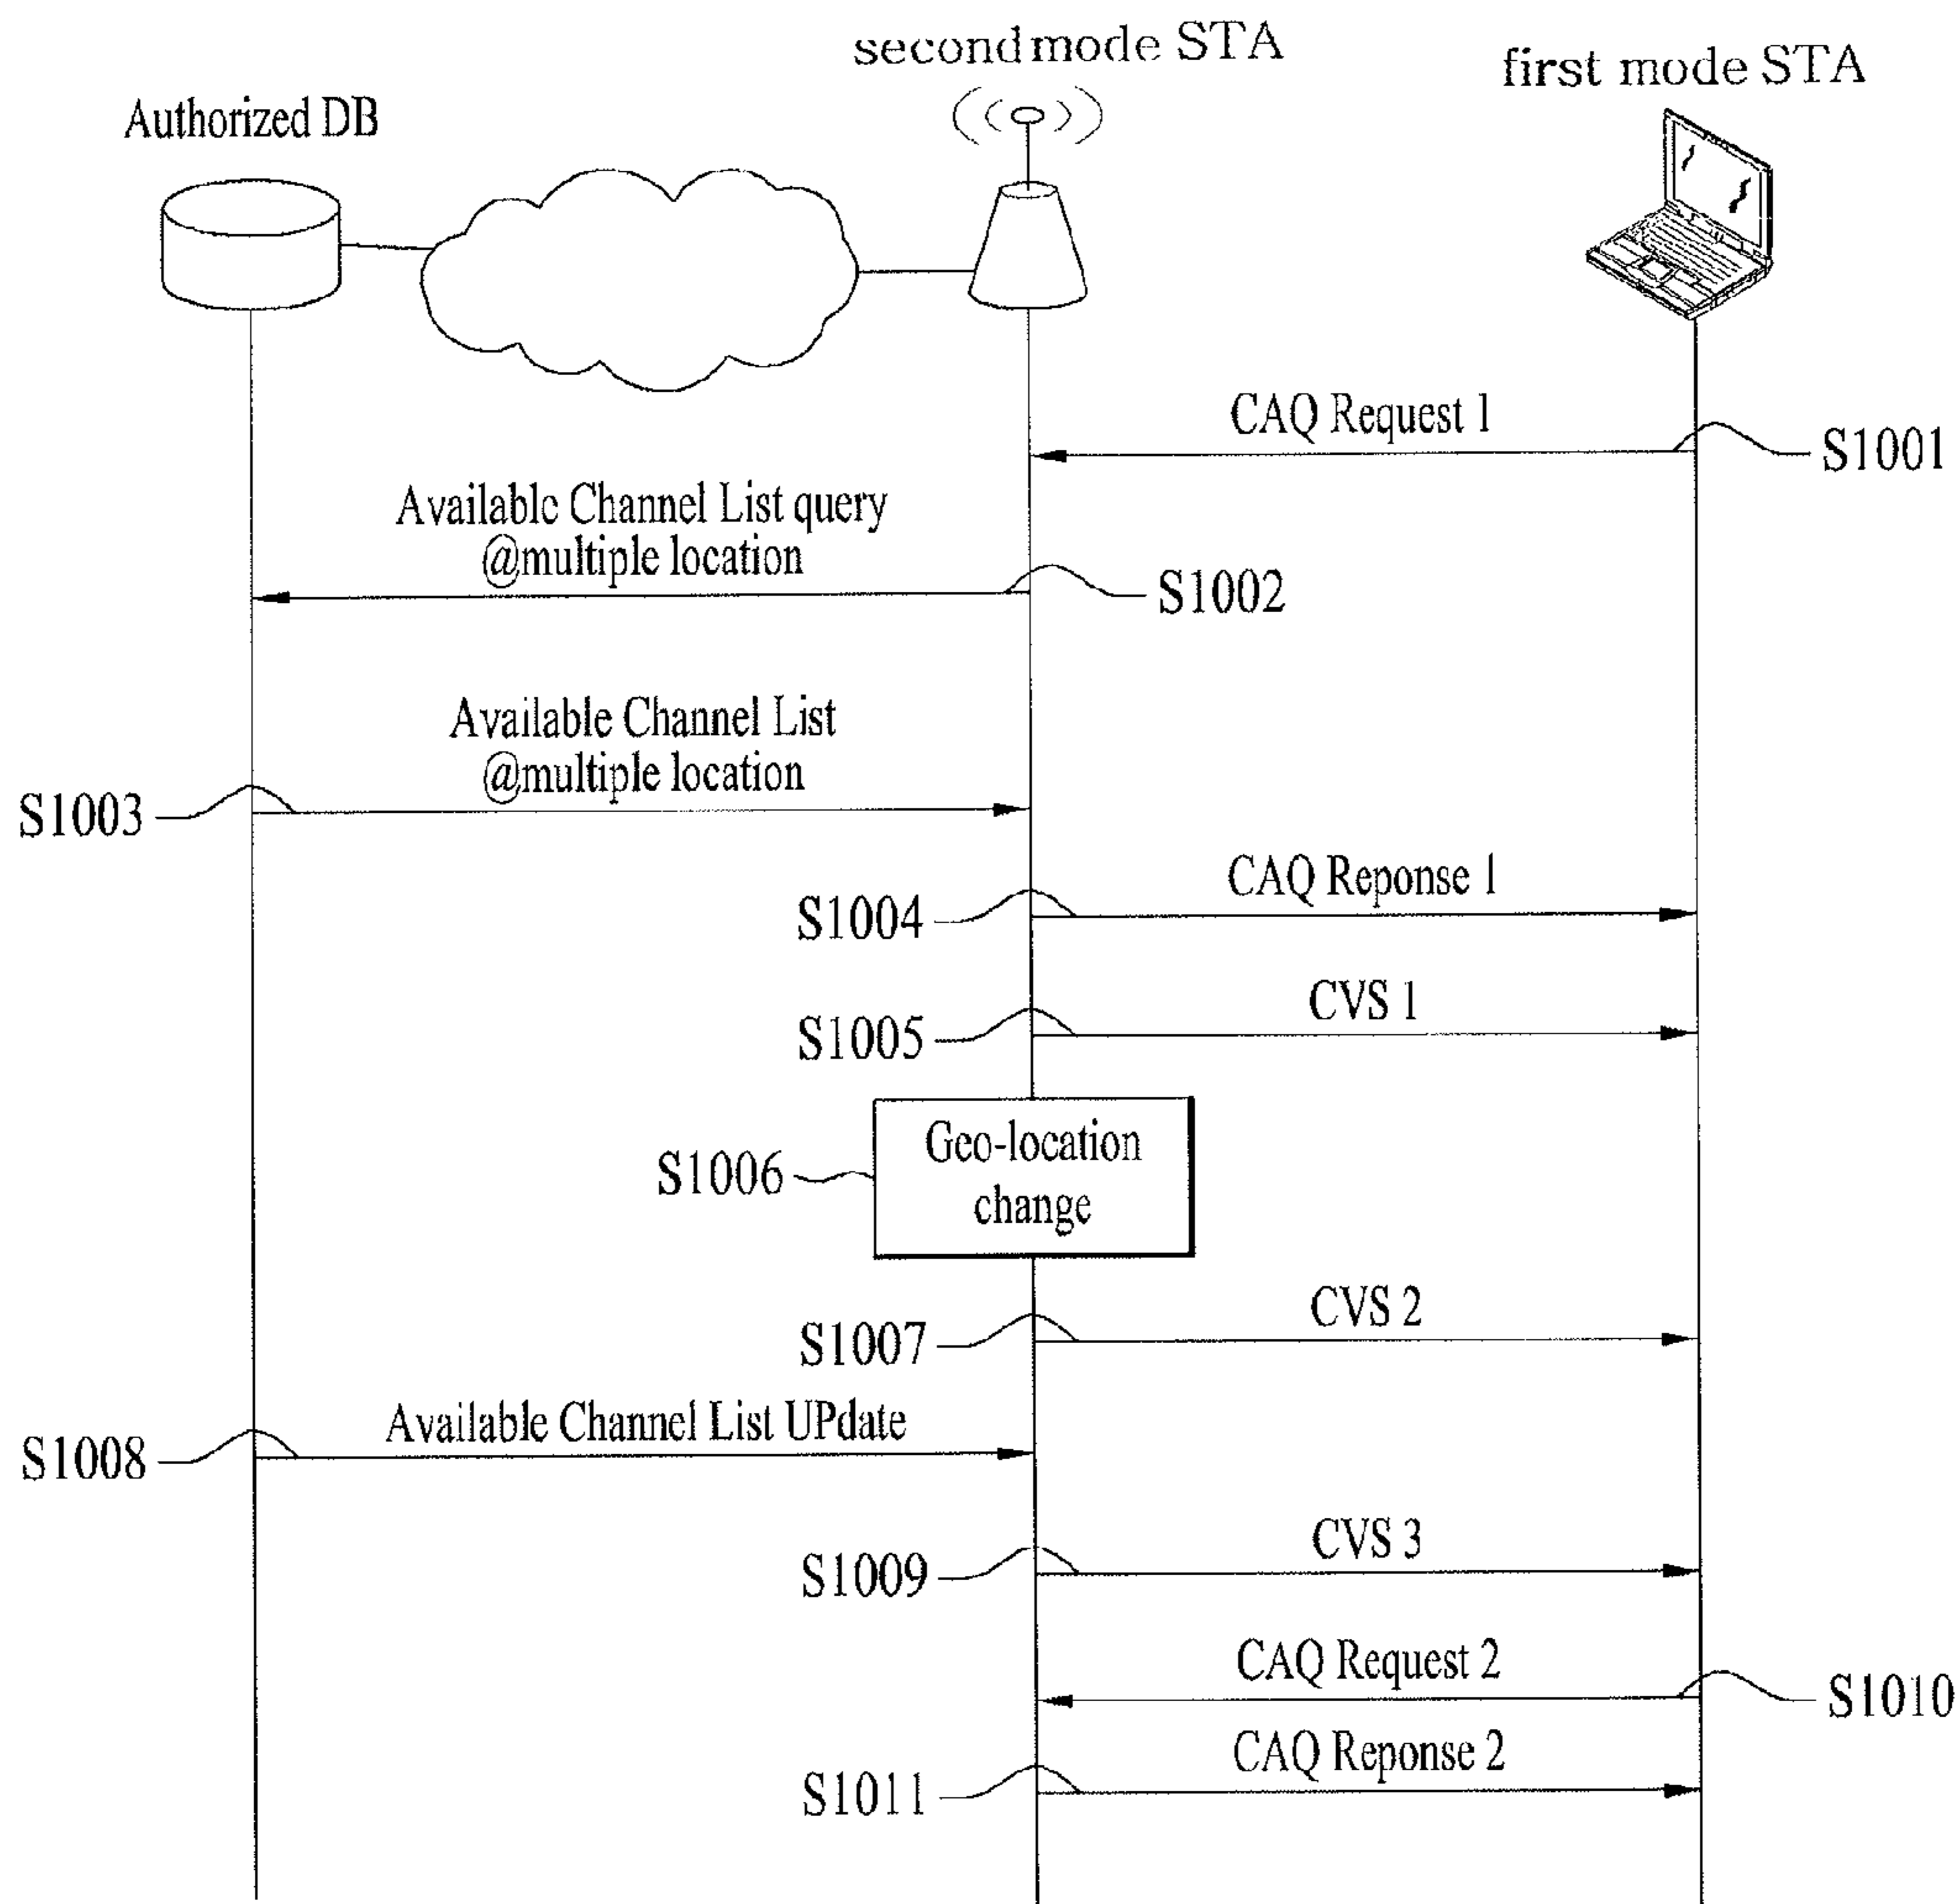 second mode STA
first mode STA
Authorized DB
CAQ Request 1
S1001
Available Channel List query
@multiple location
S1002
Available Channel List
@multiple location
S1003
CAQ Reponse 1
S1004
CVS 1
S1005
Geo-location
change
S1006
CVS 2
S1007
Available Channel List UPdate
S1008
CVS 3
S1009
CAQ Request 2
S1010
CAQ Reponse 2
S1011